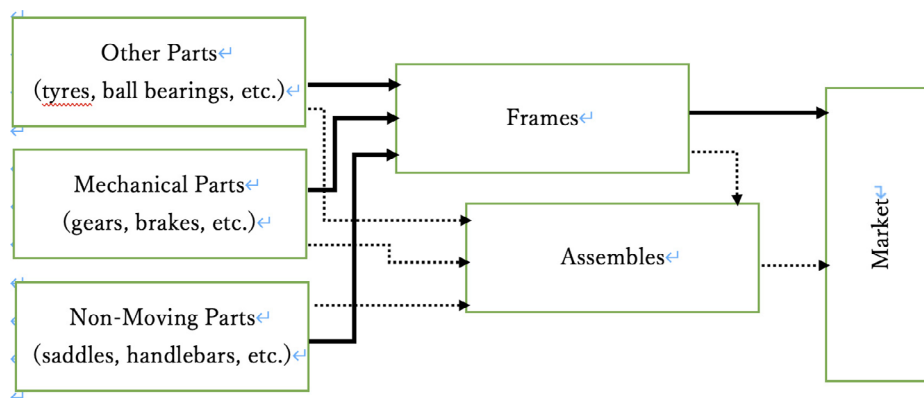 Other Parts
(tyres, ball bearings, etc.)
Mechanical Parts
(gears, brakes, etc.)
Non-Moving Parts
(saddles, handlebars, etc.)
Frames
Assembles
Market